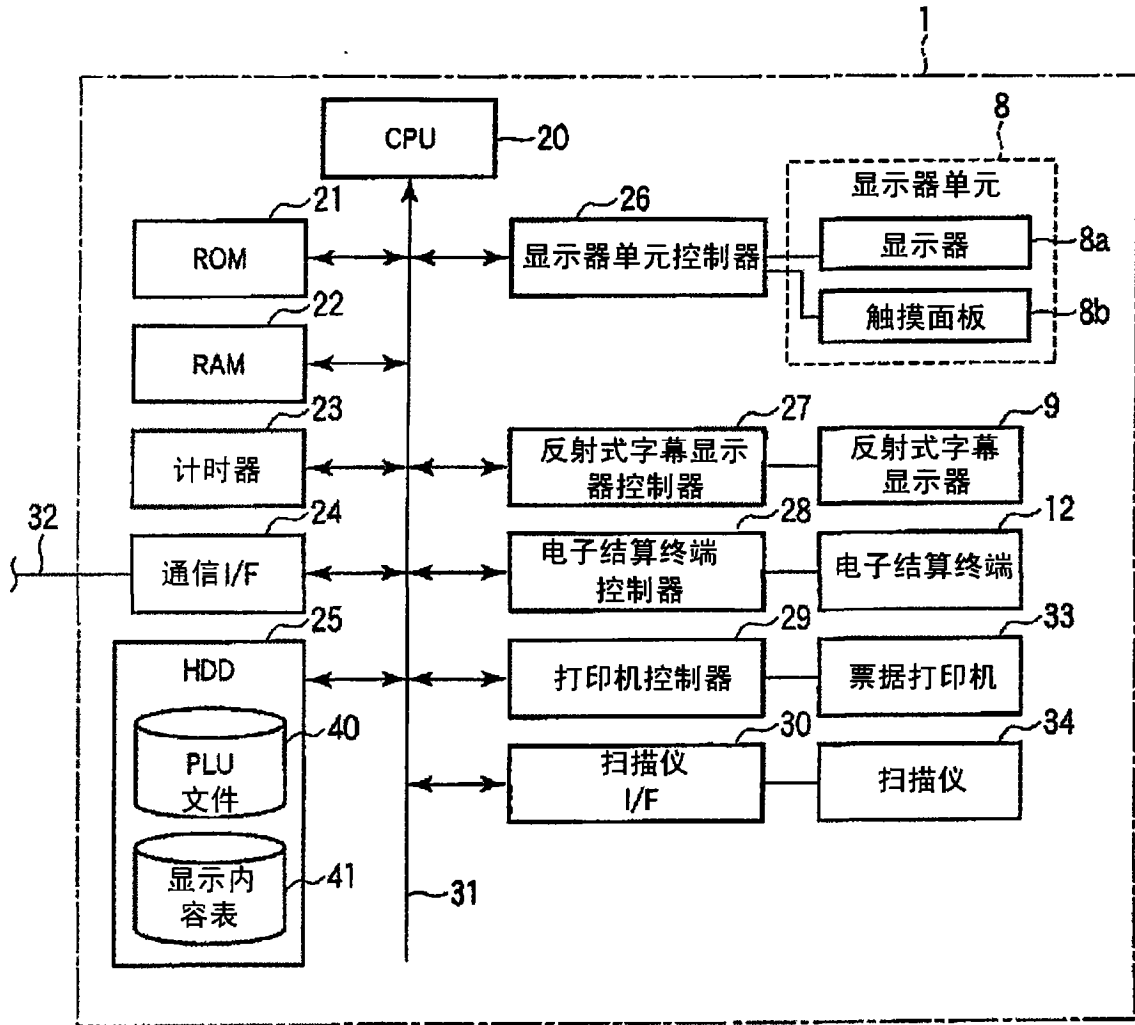 1
CPU
20
8
显示器单元
21
ROM
26
显示器单元控制器
显示器
8a
触摸面板
8b
22
RAM
23
计时器
27
反射式字幕显示
器控制器
9
反射式字幕
显示器
32
24
通信I/F
28
电子结算终端
控制器
12
电子结算终端
25
HDD
29
打印机控制器
33
票据打印机
40
PLU
文件
30
扫描仪
I/F
34
扫描仪
41
显示内
容表
31